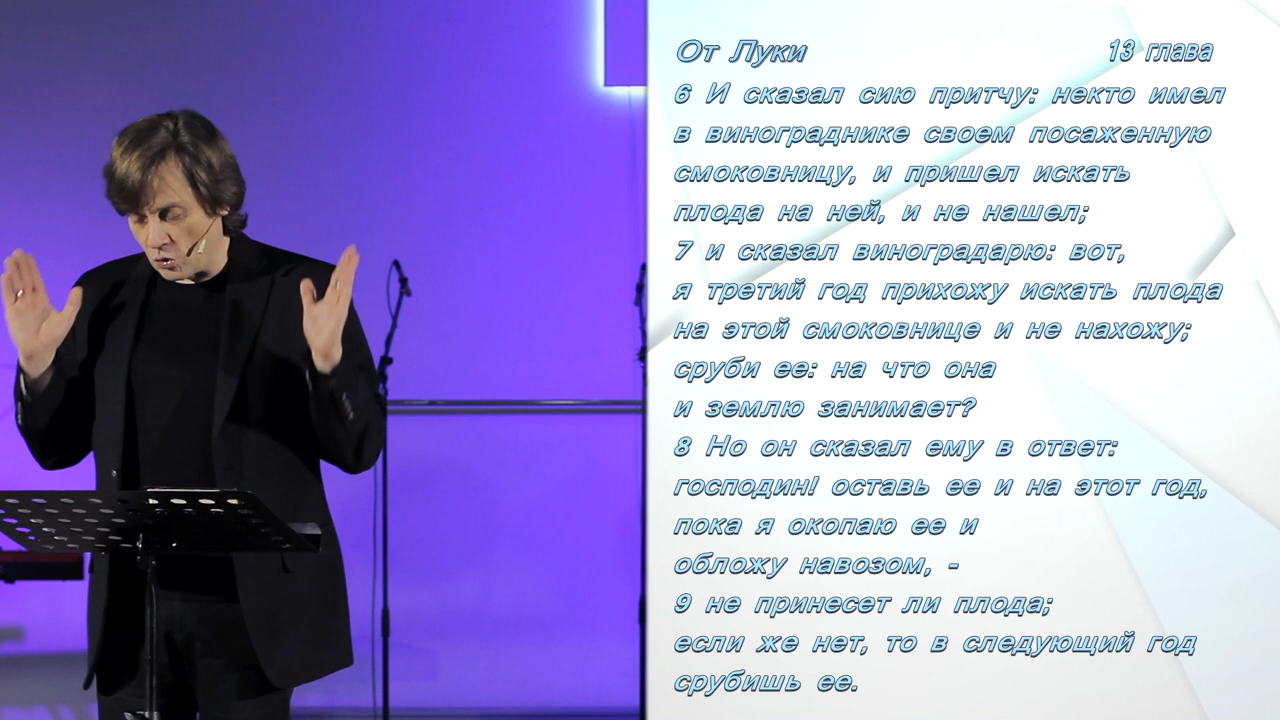 От Луки 13 глава
6 И сказал сию притчу: некто имел
в винограднике своем посаженную
смоковницу, и пришел искать
плода на ней, и не нашел;
7 и сказал виноградарю: вот,
я третий год прихожу искать плода
на этой смоковнице и не нахожу;
сруби ее: на что она
и землю занимает?
8 Но он сказал ему в ответ:
господин! оставь ее и на этот год,
пока я окопаю ее и
обложу навозом, -
9 не принесет ли плода;
если же нет, то в следующий год
срубишь ее.